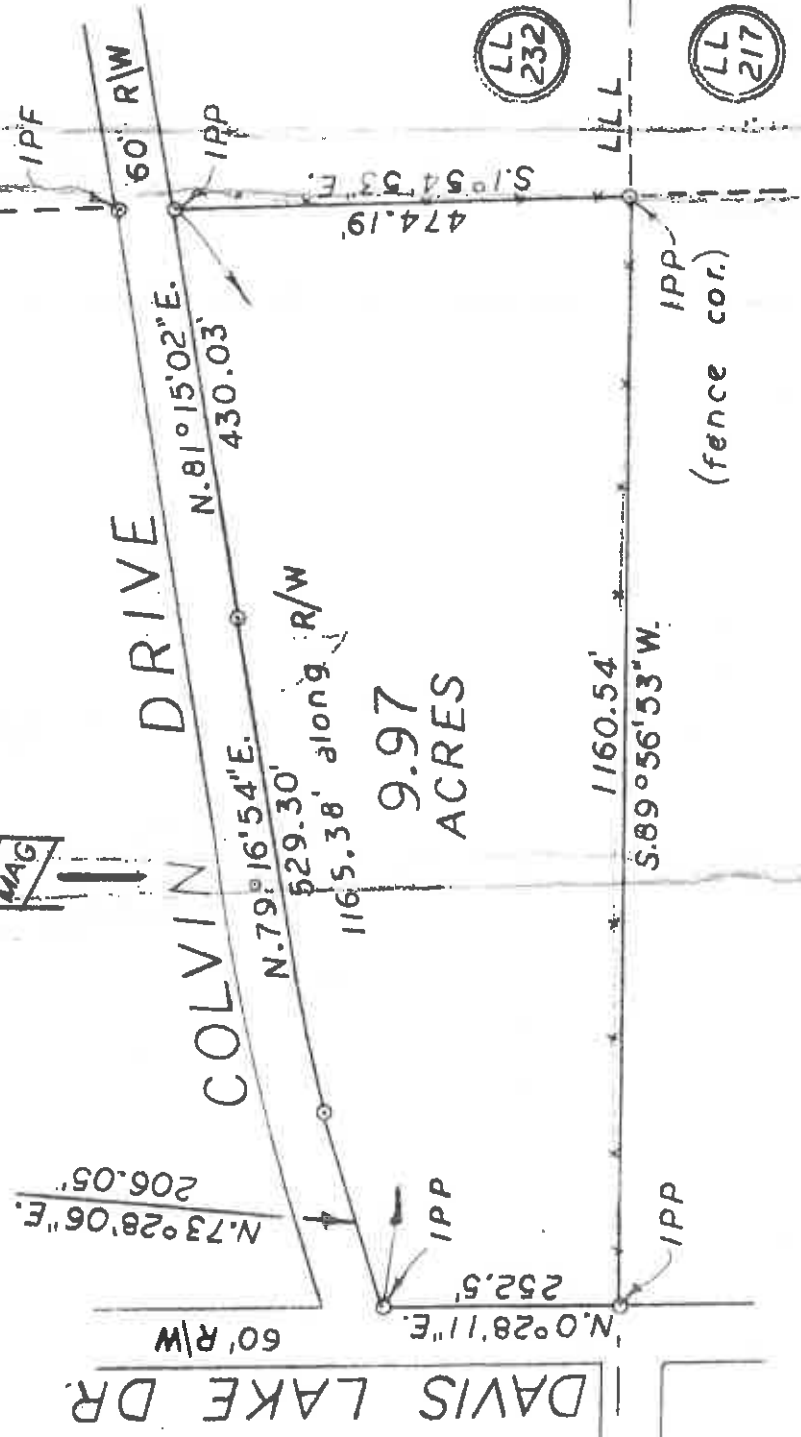 MAG
IPF
60' R/W
IPP
COLVIN DRIVE
N.81°15'02"E.
430.03'
N.79°16'54"E.
529.30'
1165.38' along R/W
N.73°28'06"E.
206.05'
S.1°54'53"E.
474.19'
9.97
ACRES
LL
232
LLL
LL
217
IPP
(fence cor.)
1160.54'
S.89°56'53"W.
IPP
IPP
N.0°28'11"E.
252.5'
60' R/W
DAVIS LAKE DR.